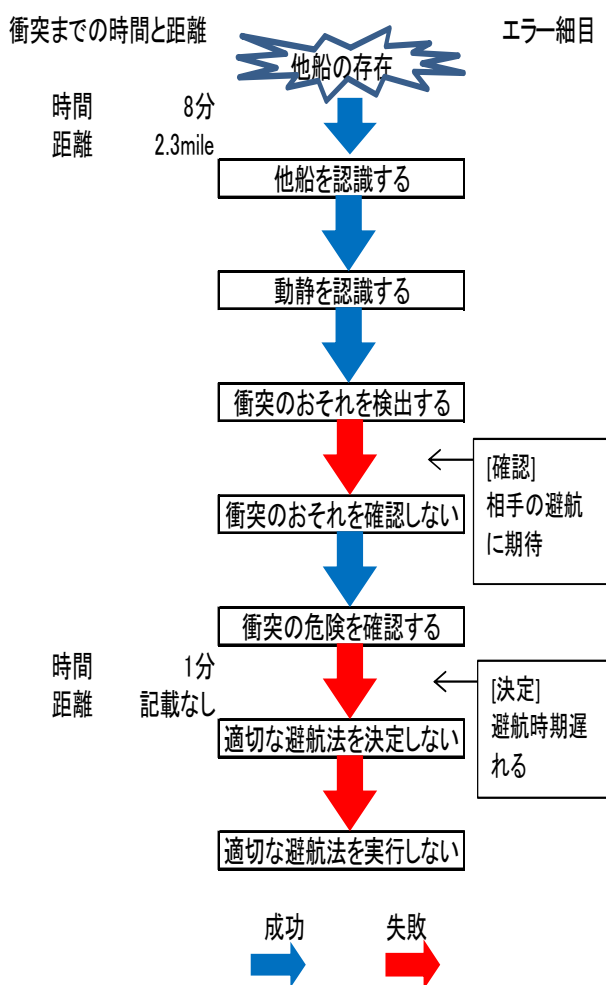 衝突までの時間と距離
エラー細目
他船の存在
時間 8分
距離 2.3mile
他船を認識する
動静を認識する
衝突のおそれを検出する
[確認]
相手の避航
に期待
衝突のおそれを確認しない
衝突の危険を確認する
時間 1分
距離 記載なし
[決定]
避航時期遅
れる
適切な避航法を決定しない
適切な避航法を実行しない
成功
失敗